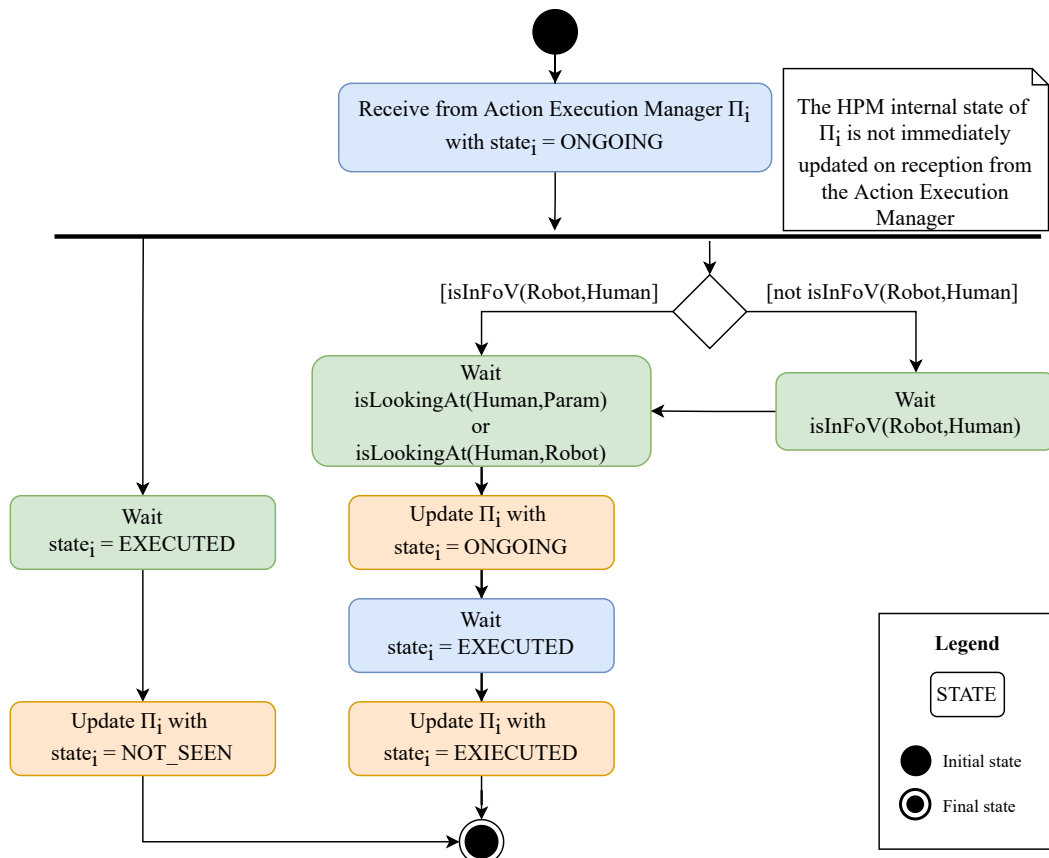 Receive from Action Execution Manager Πi
with statei = ONGOING
The HPM internal state of
Πi is not immediately
updated on reception from
the Action Execution
Manager
[isInFoV(Robot,Human]
[not isInFoV(Robot,Human]
Wait
isLookingAt(Human,Param)
or
isLookingAt(Human,Robot)
Wait
isInFoV(Robot,Human)
Wait
statei = EXECUTED
Update Πi with
statei = ONGOING
Wait
statei = EXECUTED
Update Πi with
statei = NOT_SEEN
Update Πi with
statei = EXIECUTED
Legend
STATE
Initial state
Final state